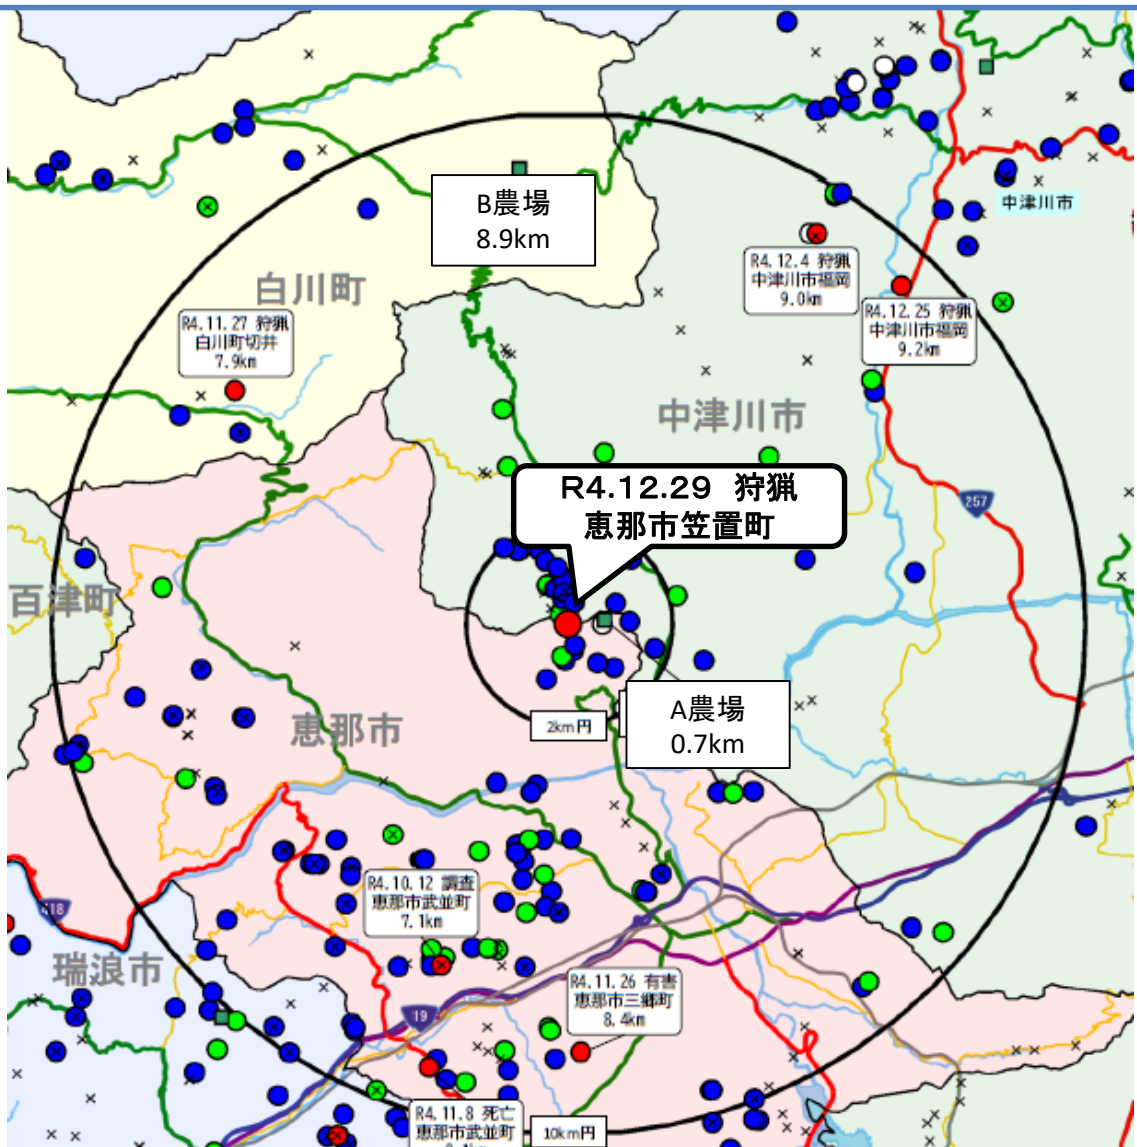 中津川市
B農場
8.9km
R4.12.4 狩猟
中津川市福岡
9.0km
白川町
R4.12.25 狩猟
中津川市福岡
9.2km
R4.11.27 狩猟
白川町切井
7.9km
中津川市
R4.12.29 狩猟
恵那市笠置町
257
百津町
A農場
0.7km
2km円
恵那市
R4.10.12 調査
恵那市武並町
7.1km
418
瑞浪市
R4.11.26 有害
恵那市三郷町
8.4km
19
R4.11.8 死亡
恵那市武並町
10km円